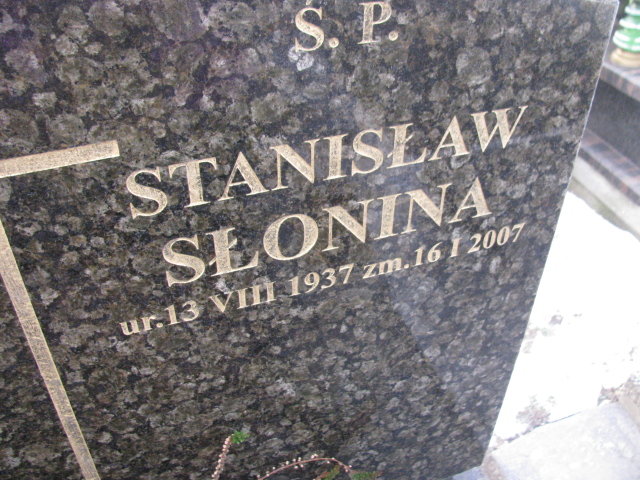 Ś. P.
STANISŁAW
SŁONINA
ur.13 VIII 1937 zm.16 I 2007